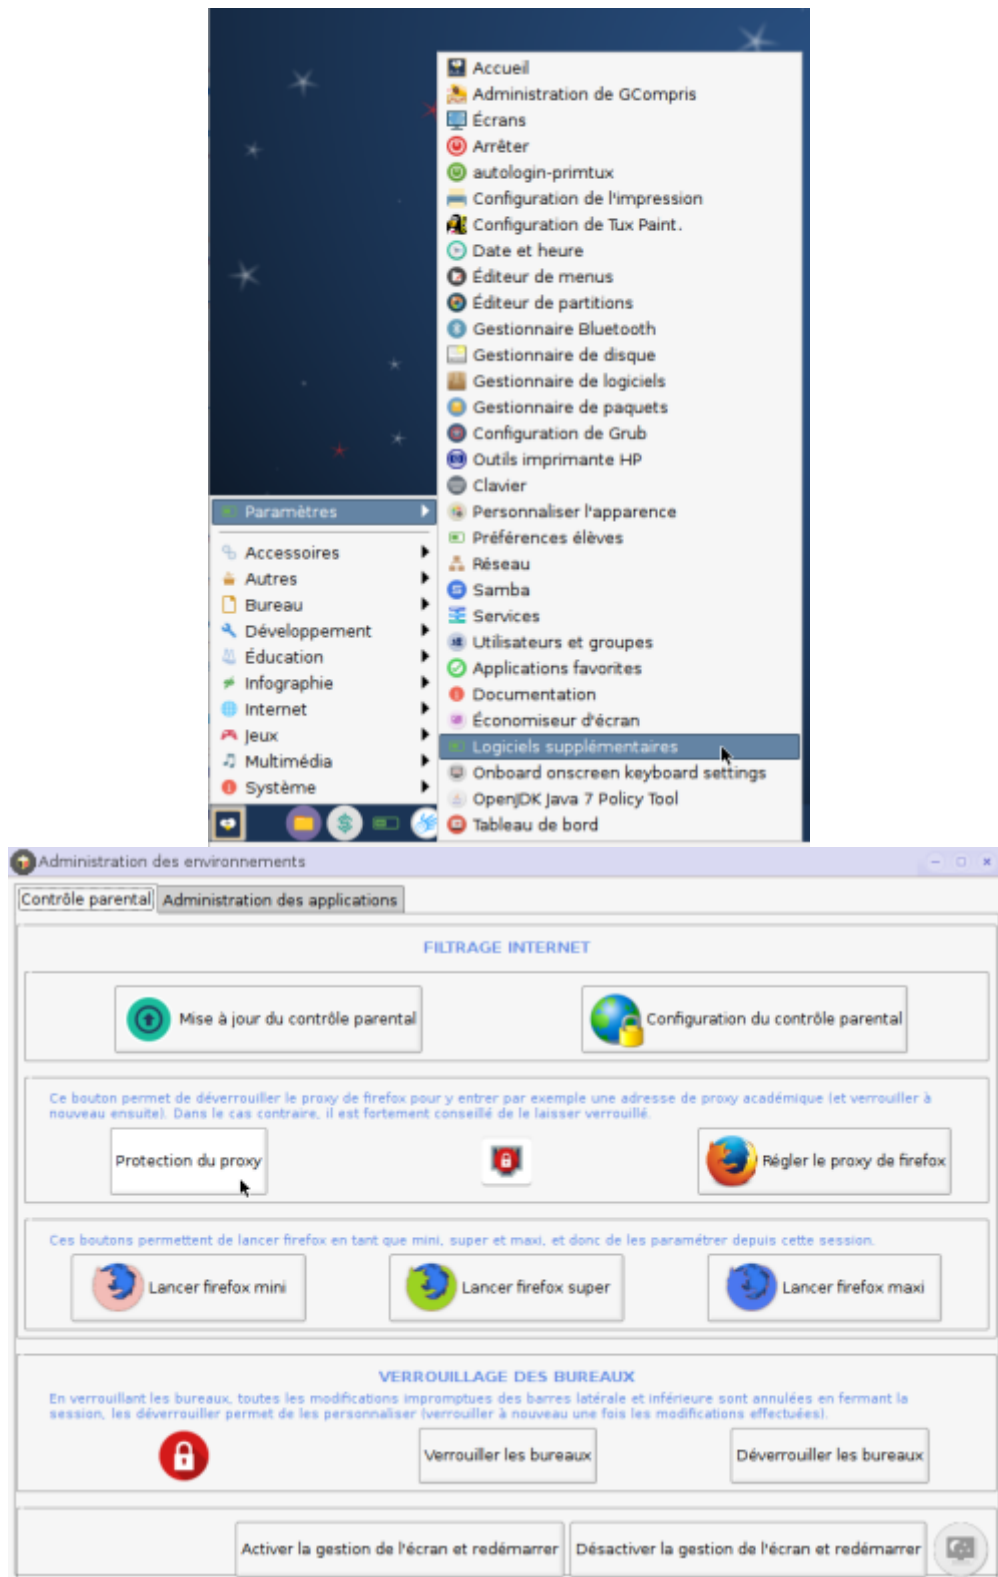 Accueil
Administration de GCompris
Écrans
Arrêter
autologin-primtux
Configuration de l'impression
Configuration de Tux Paint.
Date et heure
Éditeur de menus
Éditeur de partitions
Gestionnaire Bluetooth
Gestionnaire de disque
Gestionnaire de logiciels
Gestionnaire de paquets
Configuration de Grub
Outils imprimante HP
Clavier
Personnaliser l'apparence
Préférences élèves
Réseau
Samba
Services
Utilisateurs et groupes
Applications favorites
Documentation
Économiseur d'écran
Logiciels supplémentaires
Onboard onscreen keyboard settings
OpenJDK Java 7 Policy Tool
Tableau de bord
Paramètres
Accessoires
Autres
Bureau
Développement
Éducation
Infographie
Internet
Jeux
Multimédia
Système
Administration des environnements
Contrôle parental
Administration des applications
FILTRAGE INTERNET
Mise à jour du contrôle parental
Configuration du contrôle parental
Ce bouton permet de déverrouiller le proxy de firefox pour y entrer par exemple une adresse de proxy académique (et verrouiller à
nouveau ensuite). Dans le cas contraire, il est fortement conseillé de le laisser verrouillé.
Protection du proxy
Régler le proxy de firefox
Ces boutons permettent de lancer firefox en tant que mini, super et maxi, et donc de les paramétrer depuis cette session.
Lancer firefox mini
Lancer firefox super
Lancer firefox maxi
VERROUILLAGE DES BUREAUX
En verrouillant les bureaux, toutes les modifications impromptues des barres latérale et inférieure sont annulées en fermant la
session, les déverrouiller permet de les personnaliser (verrouiller à nouveau une fois les modifications effectuées).
Verrouiller les bureaux
Déverrouiller les bureaux
Activer la gestion de l'écran et redémarrer
Désactiver la gestion de l'écran et redémarrer